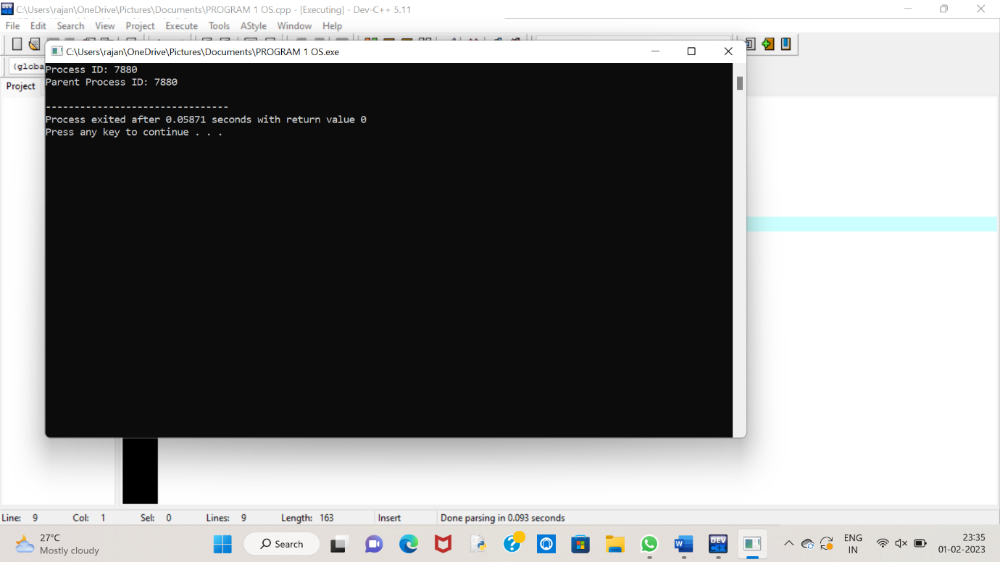 C:\Users\rajan\OneDrive\Pictures\Documents\PROGRAM 1 OS.cpp - [Executing] - Dev-C++ 5.11
File Edit Search View Project Execute Tools AStyle Window Help
C:\Users\rajan\OneDrive\Pictures\Documents\PROGRAM 1 OS.exe
(globa
Project
Process ID: 7880
Parent Process ID: 7880
--------------------------------
Process exited after 0.05871 seconds with return value 0
Press any key to continue . . .
Line: 9 Col: 1 Sel: 0 Lines: 9 Length: 163 Insert Done parsing in 0.093 seconds
27°C
Mostly cloudy
Search
DEV
ENG
IN
23:35
01-02-2023